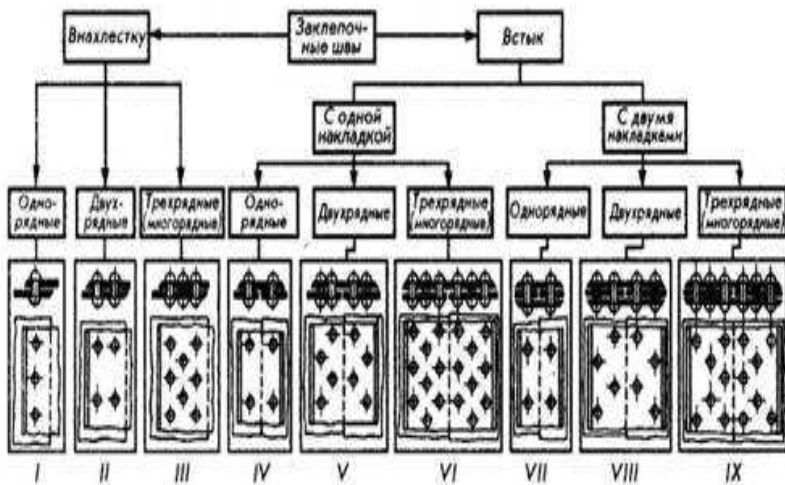 Внахлестку
Заклепоч-
ные швы
Встык
С одной
накладкой
С двумя
накладками
Одно-
рядные
Двух-
рядные
Трехрядные
(многорядные)
Одно-
рядные
Двухрядные
Трехрядные
(многорядные)
Однорядные
Двухрядные
Трехрядные
(многорядные)
I II III IV V VI VII VIII IX